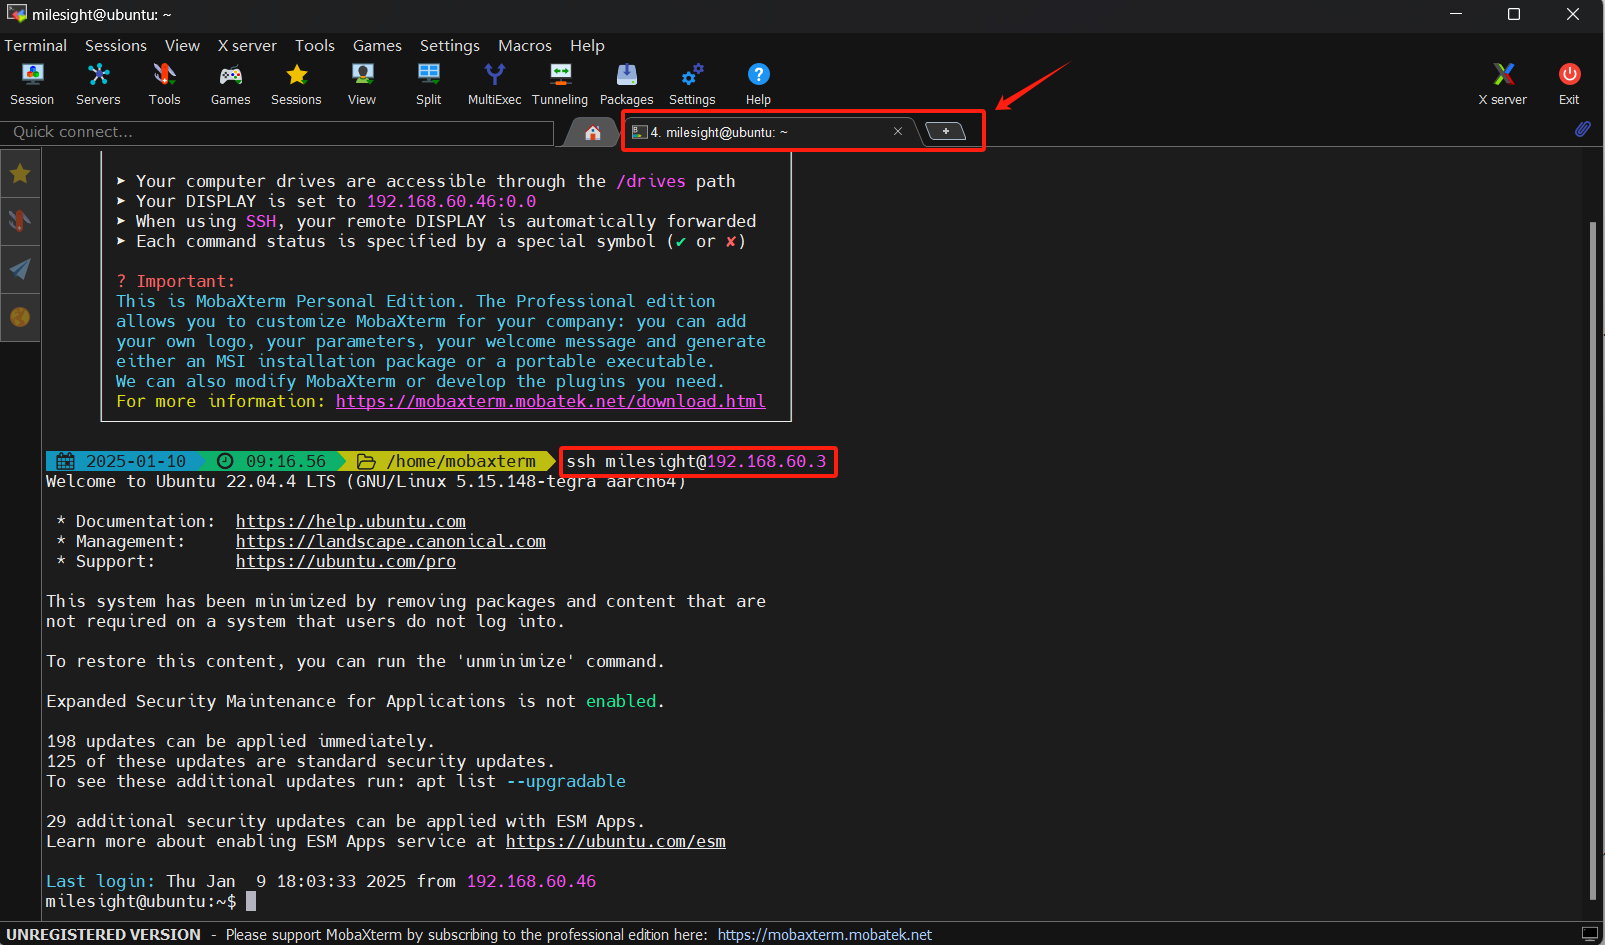 milesight@ubuntu: ~
Terminal Sessions View X server Tools Games Settings Macros Help
Session Servers Tools Games Sessions View Split MultiExec Tunneling Packages Settings Help X server Exit
Quick connect...
4. milesight@ubuntu: ~
➤ Your computer drives are accessible through the /drives path
➤ Your DISPLAY is set to 192.168.60.46:0.0
➤ When using SSH, your remote DISPLAY is automatically forwarded
➤ Each command status is specified by a special symbol (✔ or ✘)
? Important:
This is MobaXterm Personal Edition. The Professional edition
allows you to customize MobaXterm for your company: you can add
your own logo, your parameters, your welcome message and generate
either an MSI installation package or a portable executable.
We can also modify MobaXterm or develop the plugins you need.
For more information: https://mobaxterm.mobatek.net/download.html
2025-01-10 09:16.56 /home/mobaxterm ssh milesight@192.168.60.3
Welcome to Ubuntu 22.04.4 LTS (GNU/Linux 5.15.148-tegra aarch64)
* Documentation: https://help.ubuntu.com
* Management: https://landscape.canonical.com
* Support: https://ubuntu.com/pro
This system has been minimized by removing packages and content that are
not required on a system that users do not log into.
To restore this content, you can run the 'unminimize' command.
Expanded Security Maintenance for Applications is not enabled.
198 updates can be applied immediately.
125 of these updates are standard security updates.
To see these additional updates run: apt list --upgradable
29 additional security updates can be applied with ESM Apps.
Learn more about enabling ESM Apps service at https://ubuntu.com/esm
Last login: Thu Jan  9 18:03:33 2025 from 192.168.60.46
milesight@ubuntu:~$
UNREGISTERED VERSION - Please support MobaXterm by subscribing to the professional edition here: https://mobaxterm.mobatek.net